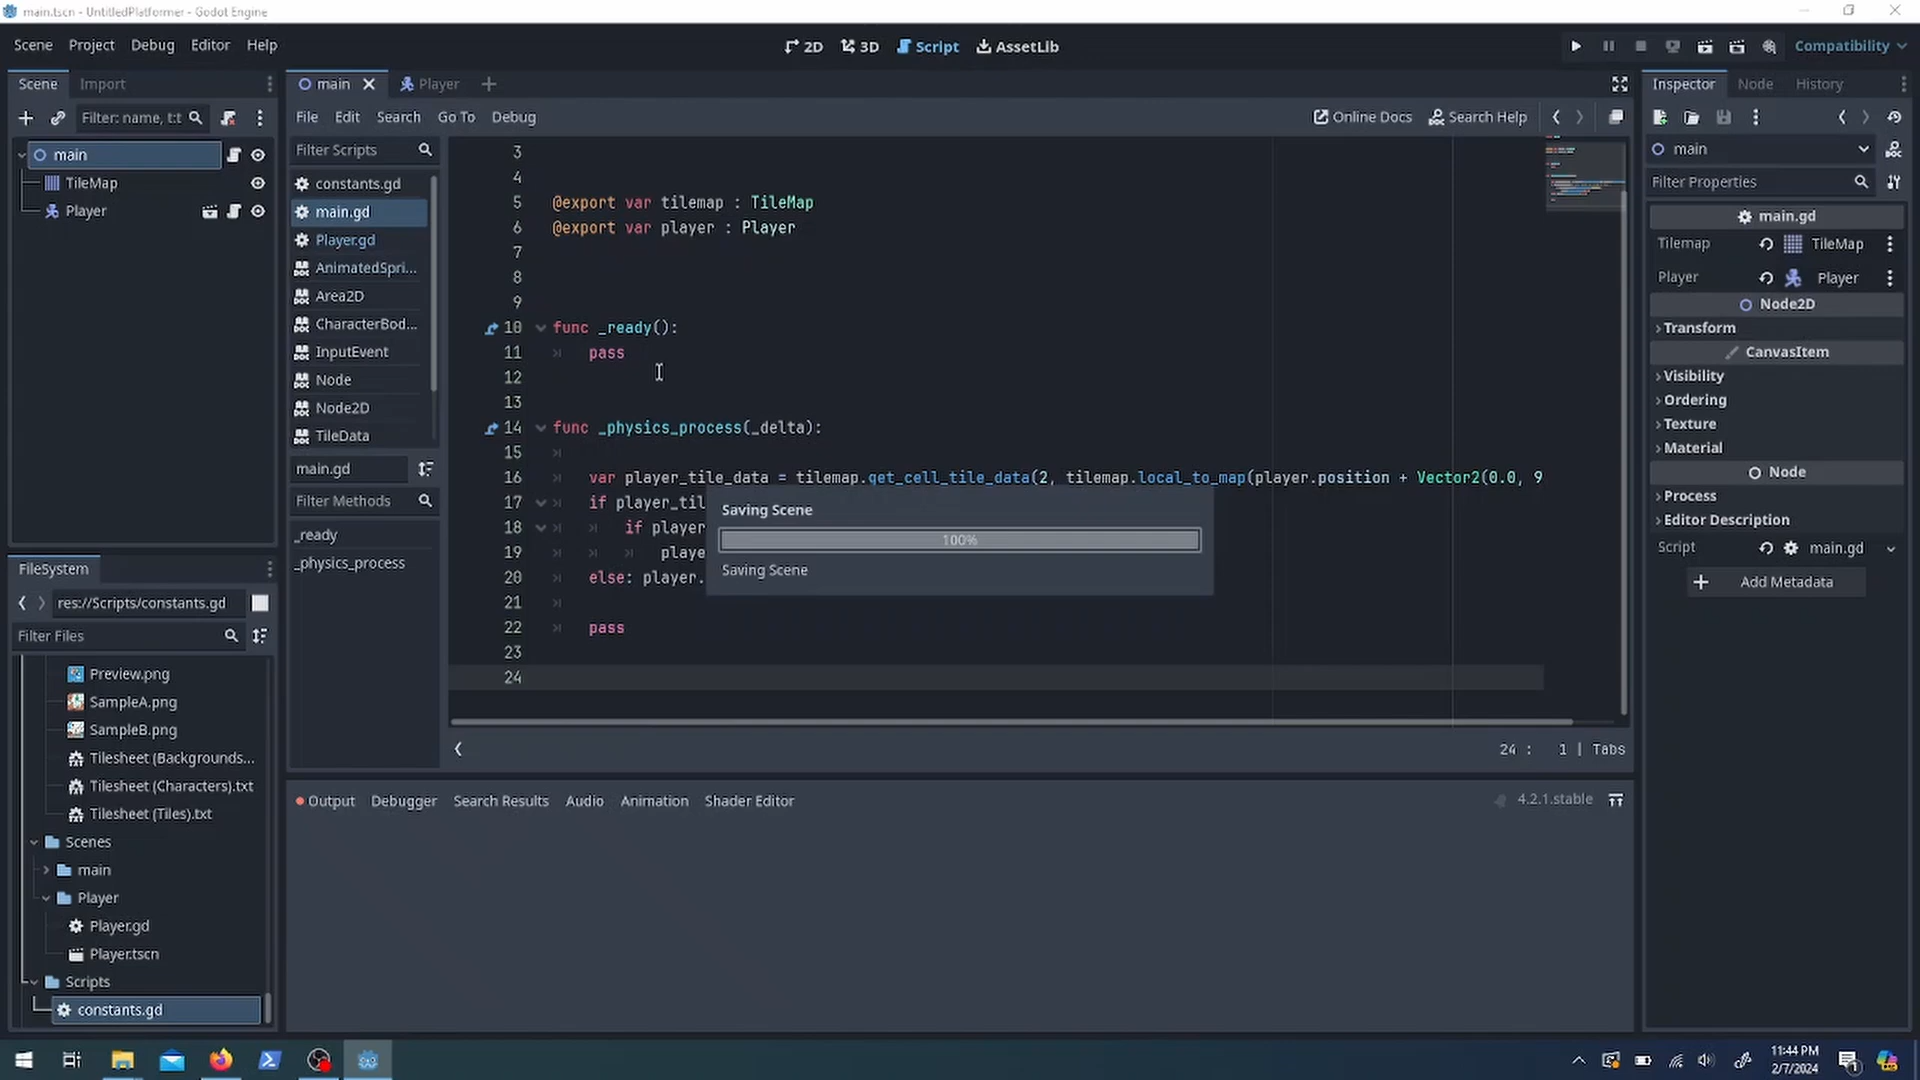 main.tscn - UntitledPlatformer - Godot Engine
Scene Project Debug Editor Help
2D 3D Script AssetLib
Compatibility
Scene Import
main Player
Inspector Node History
Filter: name, t:t
File Edit Search Go To Debug
Online Docs Search Help
main
TileMap
Player
Filter Scripts
constants.gd
main.gd
Player.gd
AnimatedSpri...
Area2D
CharacterBod...
InputEvent
Node
Node2D
TileData
main.gd
Filter Methods
_ready
_physics_process
3
4
5 @export var tilemap : TileMap
6 @export var player : Player
7
8
9
10 func _ready():
11 pass
12
13
14 func _physics_process(_delta):
15
16 var player_tile_data = tilemap.get_cell_tile_data(2, tilemap.local_to_map(player.position + Vector2(0.0, 9
17 if player_til
18 if player
19 playe
20 else: player.
21
22 pass
23
24
Saving Scene
100%
Saving Scene
24 : 1 | Tabs
Output Debugger Search Results Audio Animation Shader Editor
4.2.1.stable
main
Filter Properties
main.gd
Tilemap TileMap
Player Player
Node2D
Transform
CanvasItem
Visibility
Ordering
Texture
Material
Node
Process
Editor Description
Script main.gd
Add Metadata
FileSystem
res://Scripts/constants.gd
Filter Files
Preview.png
SampleA.png
SampleB.png
Tilesheet (Backgrounds...
Tilesheet (Characters).txt
Tilesheet (Tiles).txt
Scenes
main
Player
Player.gd
Player.tscn
Scripts
constants.gd
11:44 PM
2/7/2024